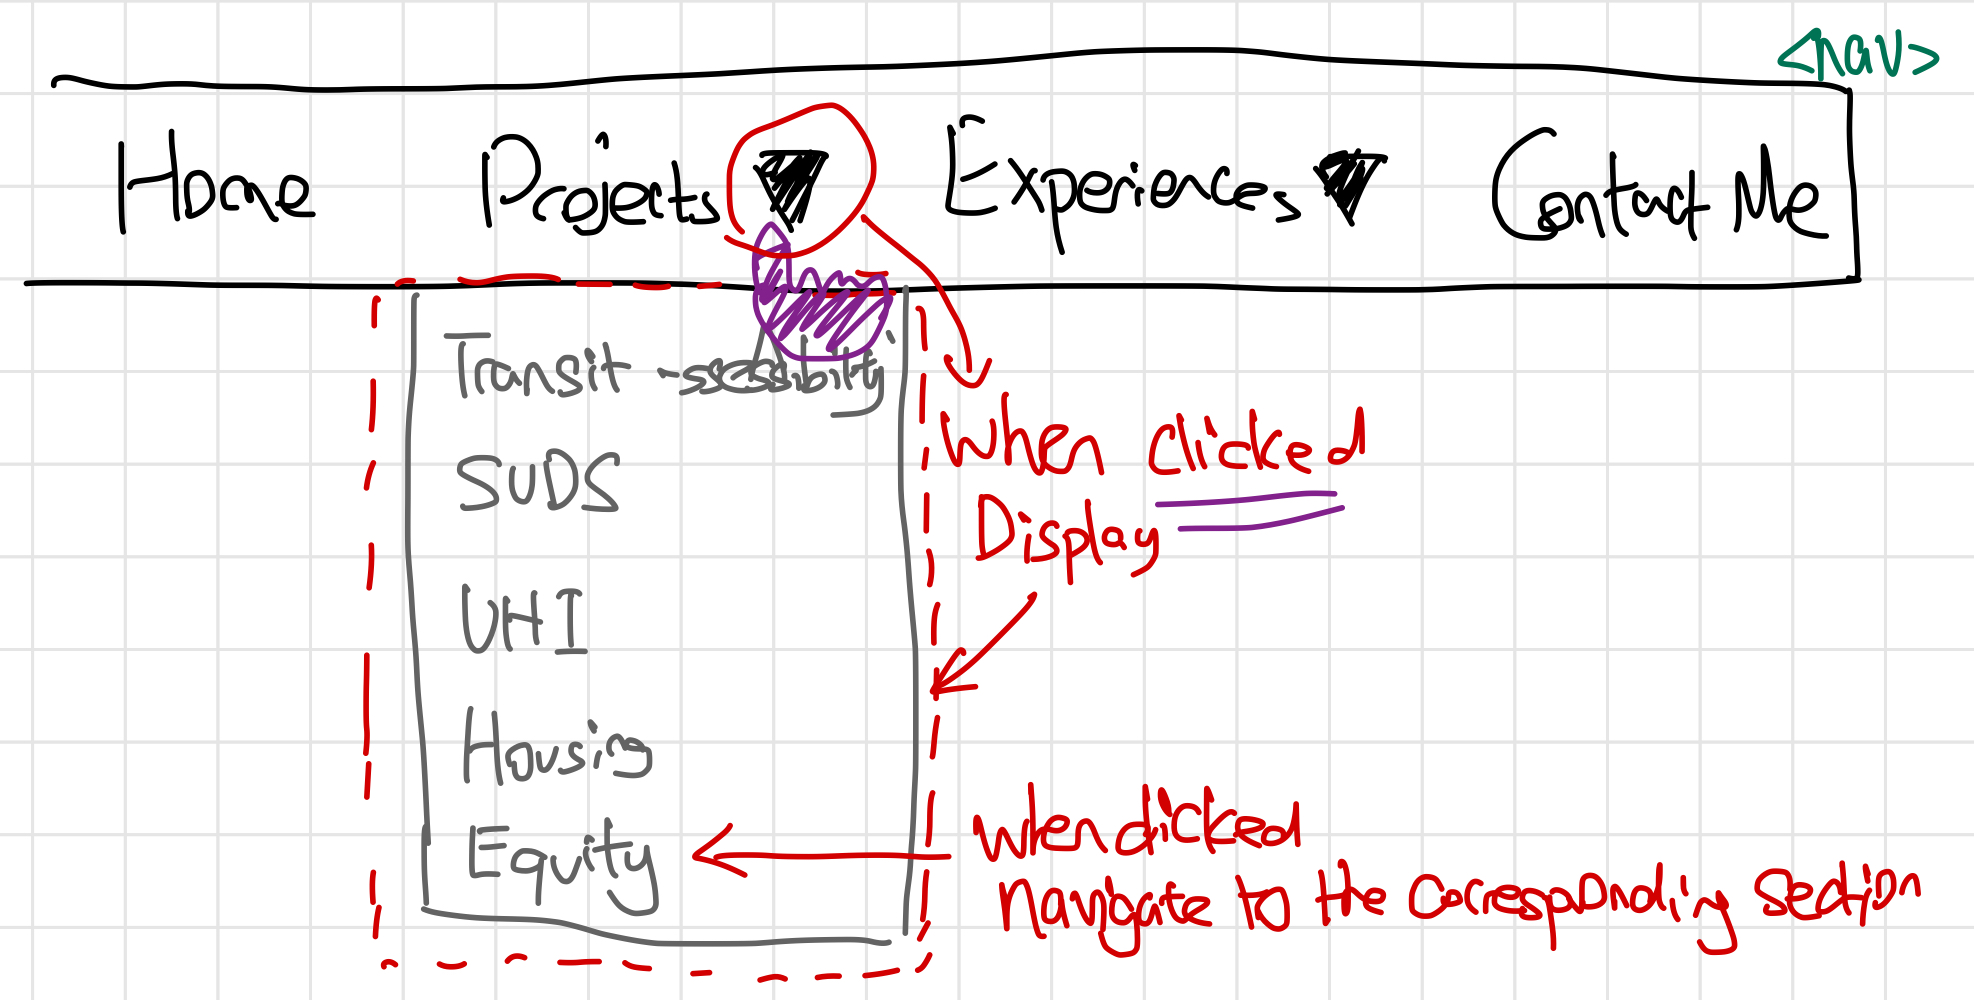 <nav>
Home Projects Experiences Contact Me
Transit
SUDS
UHI
Housing
Equity
When clicked
Display
when clicked
navigate to the corresponding section